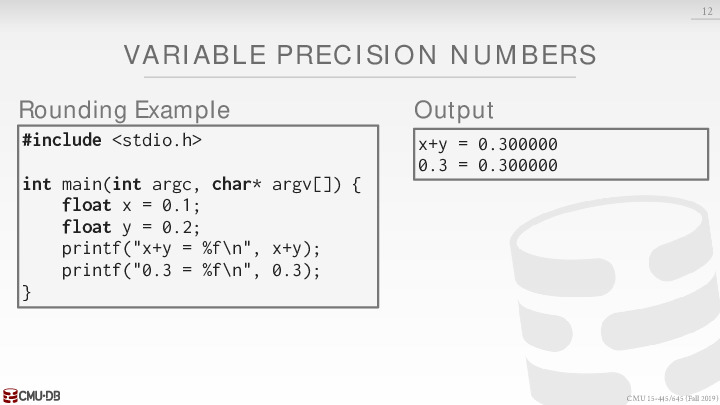 12
VARIABLE PRECISION NUMBERS
Rounding Example
#include <stdio.h>
int main(int argc, char* argv[]) {
    float x = 0.1;
    float y = 0.2;
    printf("x+y = %f\n", x+y);
    printf("0.3 = %f\n", 0.3);
}
Output
x+y = 0.300000
0.3 = 0.300000
CMU·DB
CMU 15-445/645 (Fall 2019)